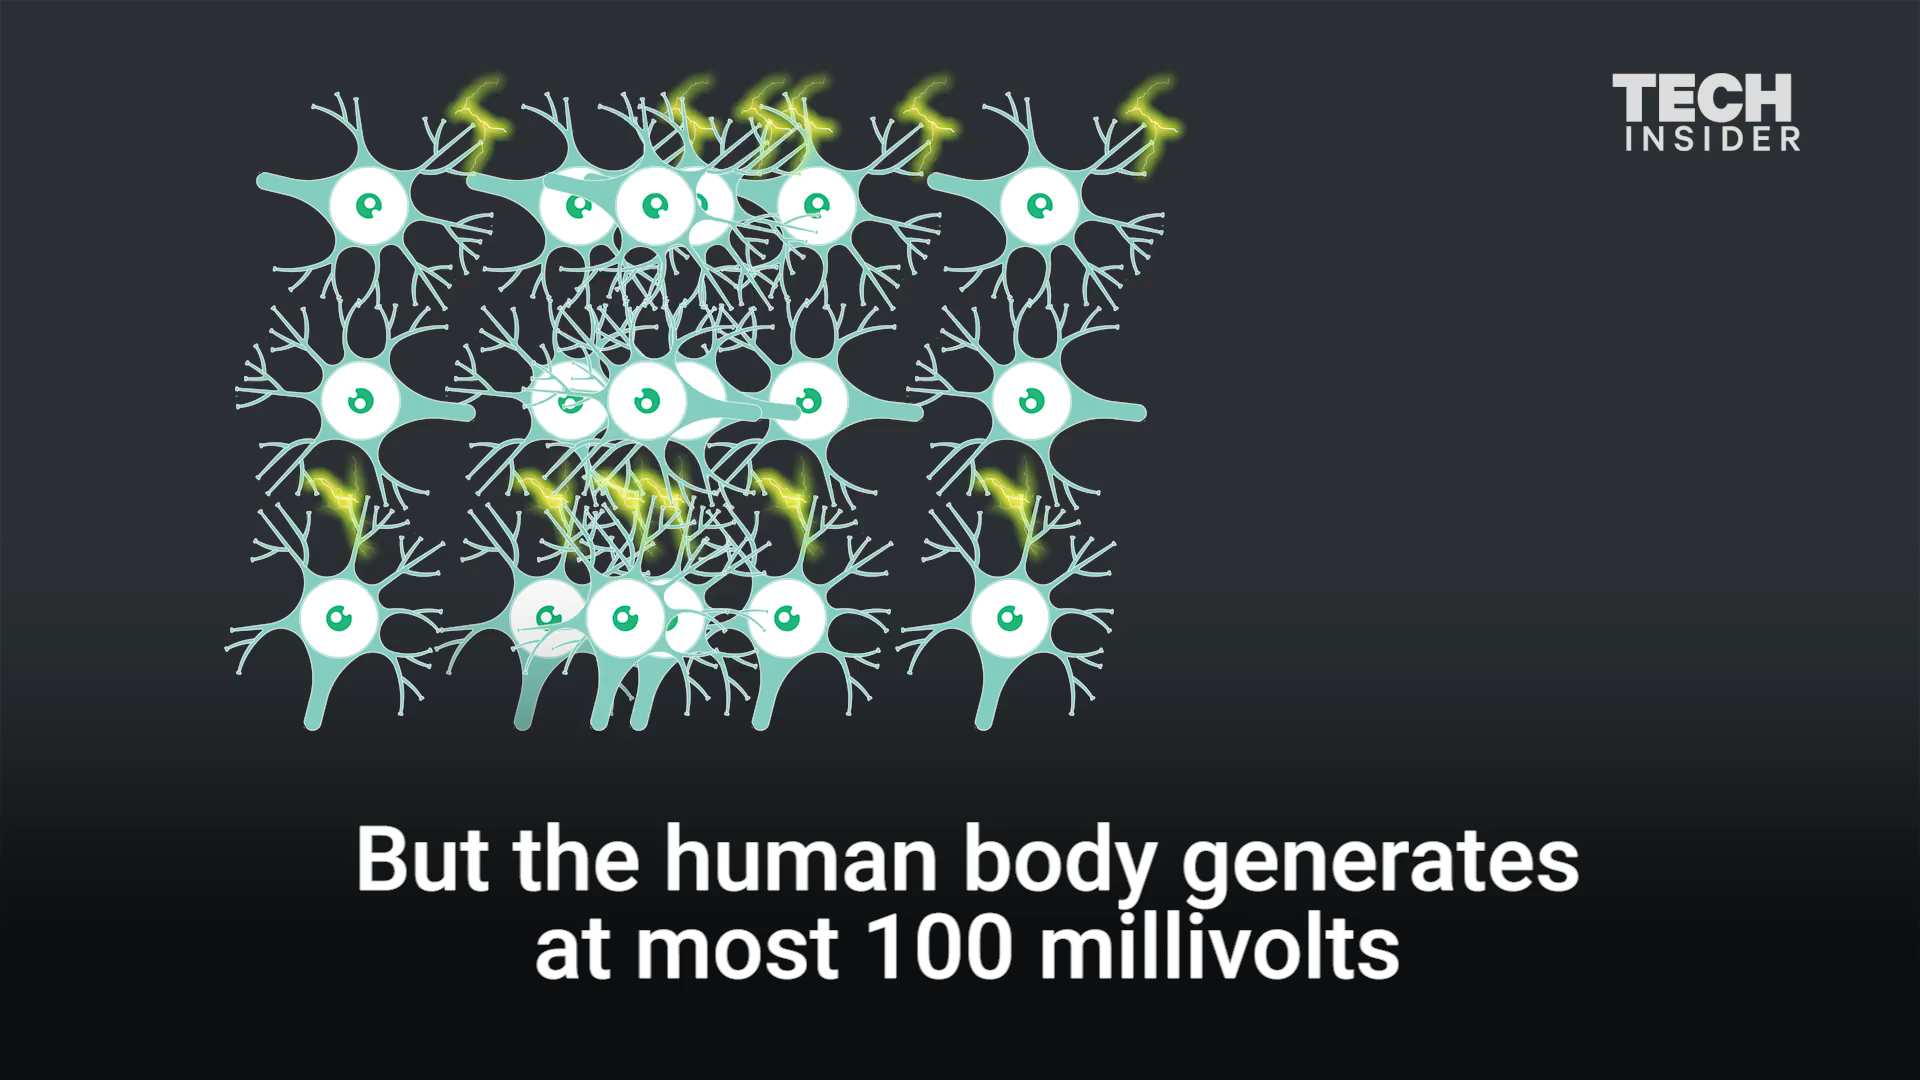 TECH
INSIDER
But the human body generates
at most 100 millivolts